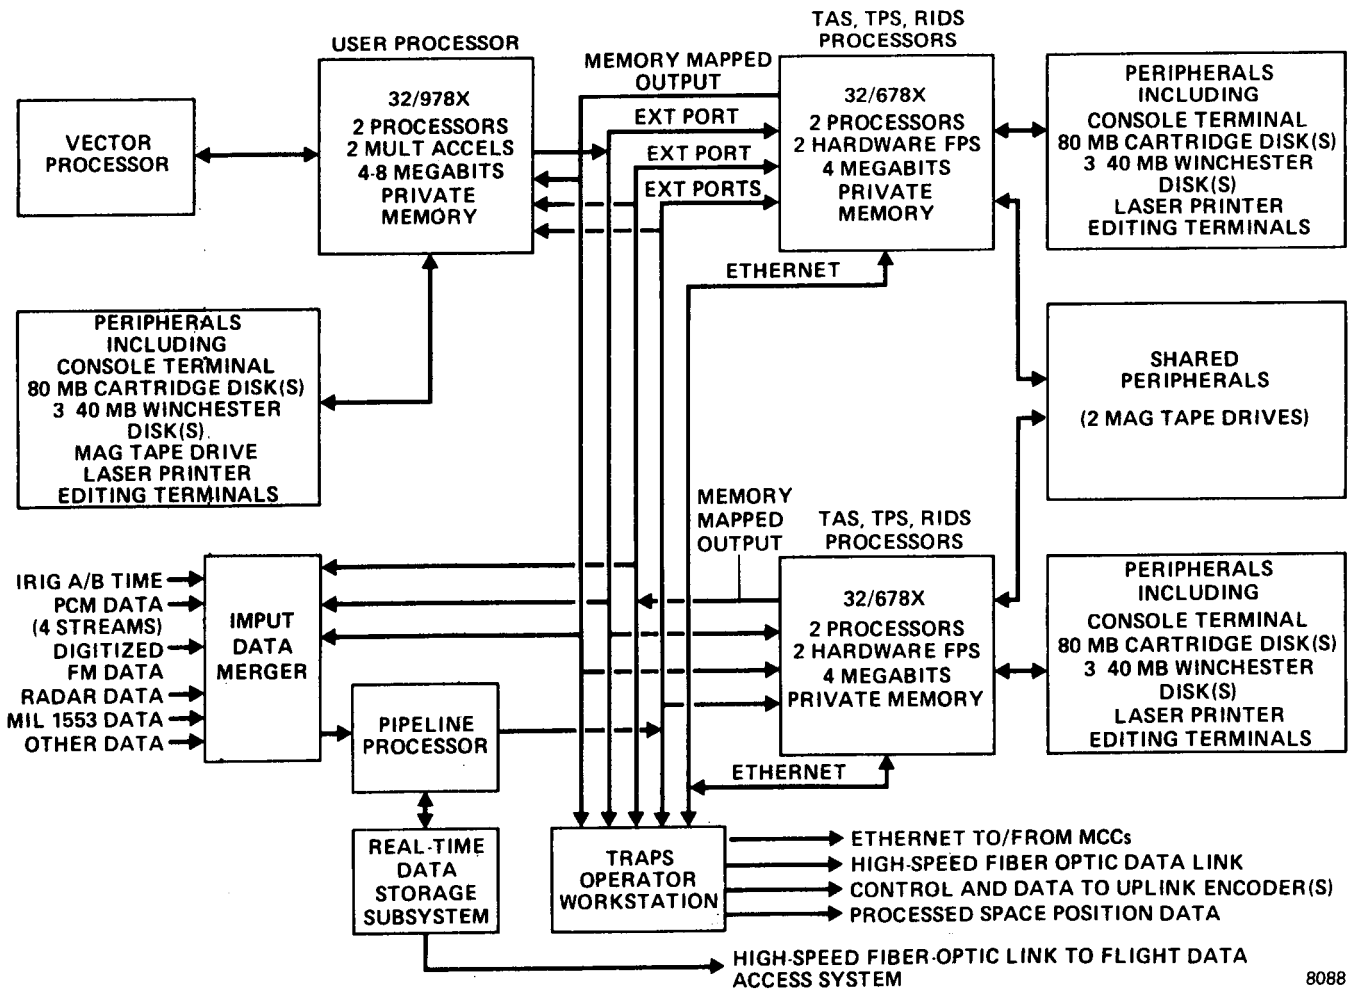 USER PROCESSOR
32/978X
2 PROCESSORS
2 MULT ACCELS
4-8 MEGABITS
PRIVATE
MEMORY
VECTOR
PROCESSOR
MEMORY MAPPED
OUTPUT
EXT PORT
EXT PORT
EXT PORTS
ETHERNET
TAS, TPS, RIDS
PROCESSORS
32/678X
2 PROCESSORS
2 HARDWARE FPS
4 MEGABITS
PRIVATE
MEMORY
PERIPHERALS
INCLUDING
CONSOLE TERMINAL
80 MB CARTRIDGE DISK(S)
3 40 MB WINCHESTER
DISK(S)
LASER PRINTER
EDITING TERMINALS
PERIPHERALS
INCLUDING
CONSOLE TERMINAL
80 MB CARTRIDGE DISK(S)
3 40 MB WINCHESTER
DISK(S)
MAG TAPE DRIVE
LASER PRINTER
EDITING TERMINALS
SHARED
PERIPHERALS
(2 MAG TAPE DRIVES)
MEMORY
MAPPED
OUTPUT
TAS, TPS, RIDS
PROCESSORS
32/678X
2 PROCESSORS
2 HARDWARE FPS
4 MEGABITS
PRIVATE MEMORY
ETHERNET
PERIPHERALS
INCLUDING
CONSOLE TERMINAL
80 MB CARTRIDGE DISK(S)
3 40 MB WINCHESTER
DISK(S)
LASER PRINTER
EDITING TERMINALS
IRIG A/B TIME
PCM DATA
(4 STREAMS)
DIGITIZED
FM DATA
RADAR DATA
MIL 1553 DATA
OTHER DATA
IMPUT
DATA
MERGER
PIPELINE
PROCESSOR
REAL-TIME
DATA
STORAGE
SUBSYSTEM
TRAPS
OPERATOR
WORKSTATION
ETHERNET TO/FROM MCCs
HIGH-SPEED FIBER OPTIC DATA LINK
CONTROL AND DATA TO UPLINK ENCODER(S)
PROCESSED SPACE POSITION DATA
HIGH-SPEED FIBER-OPTIC LINK TO FLIGHT DATA
ACCESS SYSTEM
8088